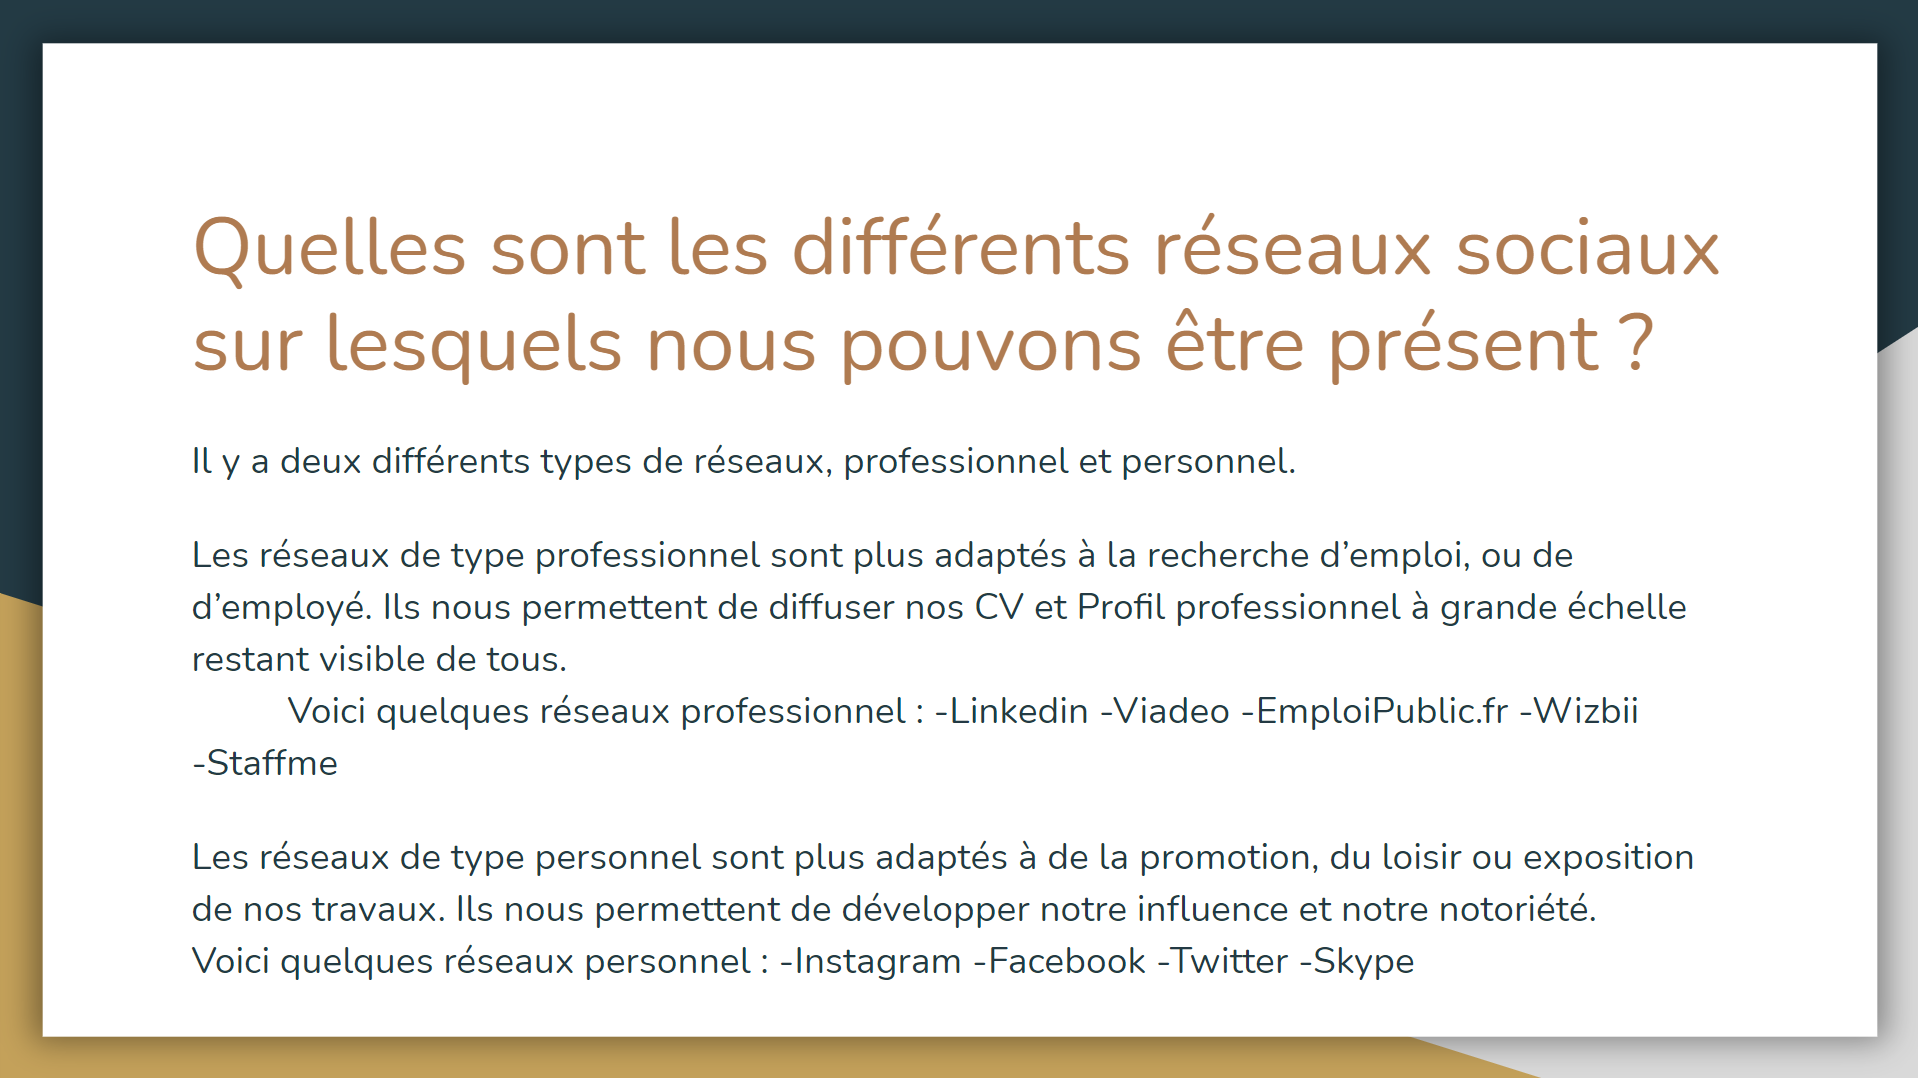 Quelles sont les différents réseaux sociaux
sur lesquels nous pouvons être présent ?
Il y a deux différents types de réseaux, professionnel et personnel.
Les réseaux de type professionnel sont plus adaptés à la recherche d’emploi, ou de
d’employé. Ils nous permettent de diffuser nos CV et Profil professionnel à grande échelle
restant visible de tous.
Voici quelques réseaux professionnel : -Linkedin -Viadeo -EmploiPublic.fr -Wizbii
-Staffme
Les réseaux de type personnel sont plus adaptés à de la promotion, du loisir ou exposition
de nos travaux. Ils nous permettent de développer notre influence et notre notoriété.
Voici quelques réseaux personnel : -Instagram -Facebook -Twitter -Skype